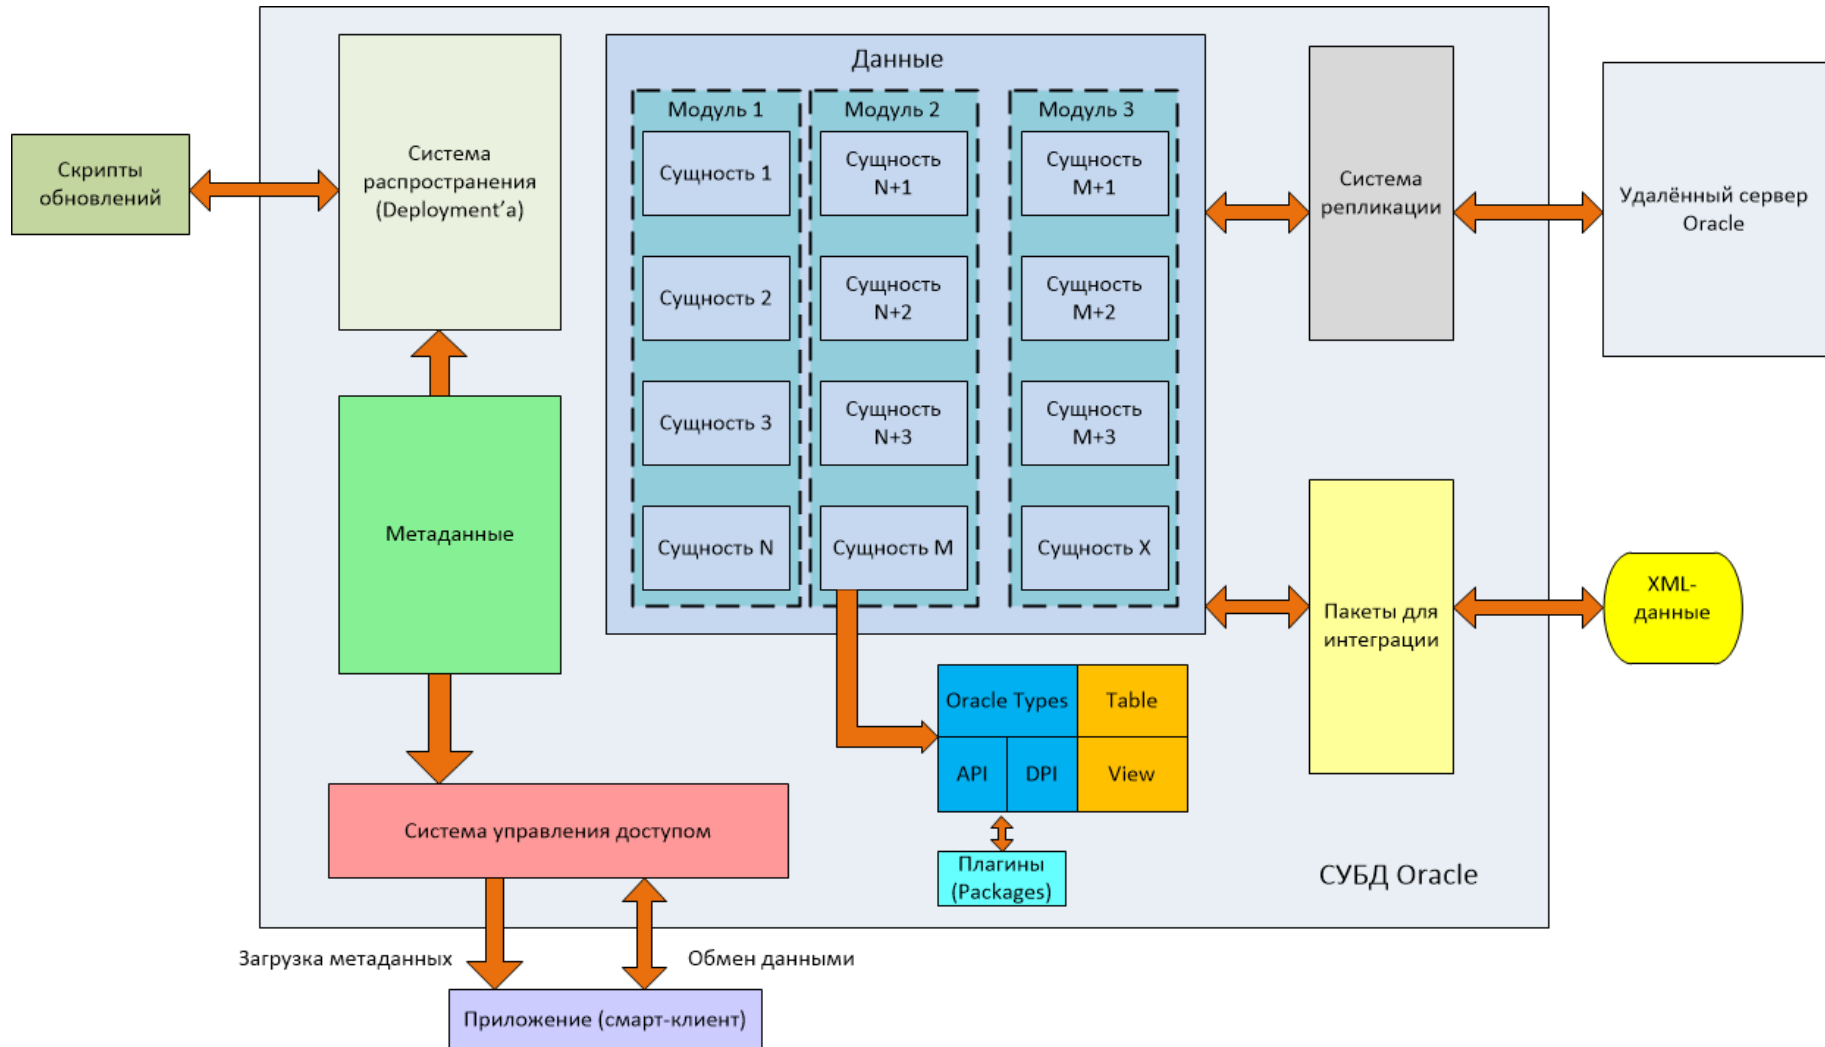 Данные
Модуль 1
Модуль 2
Модуль 3
Скрипты
обновлений
Система
распространения
(Deployment’а)
Сущность 1
Сущность
N+1
Сущность
M+1
Система
репликации
Удалённый сервер
Oracle
Сущность 2
Сущность
N+2
Сущность
M+2
Сущность 3
Сущность
N+3
Сущность
M+3
Метаданные
Сущность N
Сущность M
Сущность X
Пакеты для
интеграции
XML-
данные
Oracle Types
Table
API
DPI
View
Система управления доступом
Плагины
(Packages)
СУБД Oracle
Загрузка метаданных
Обмен данными
Приложение (смарт-клиент)